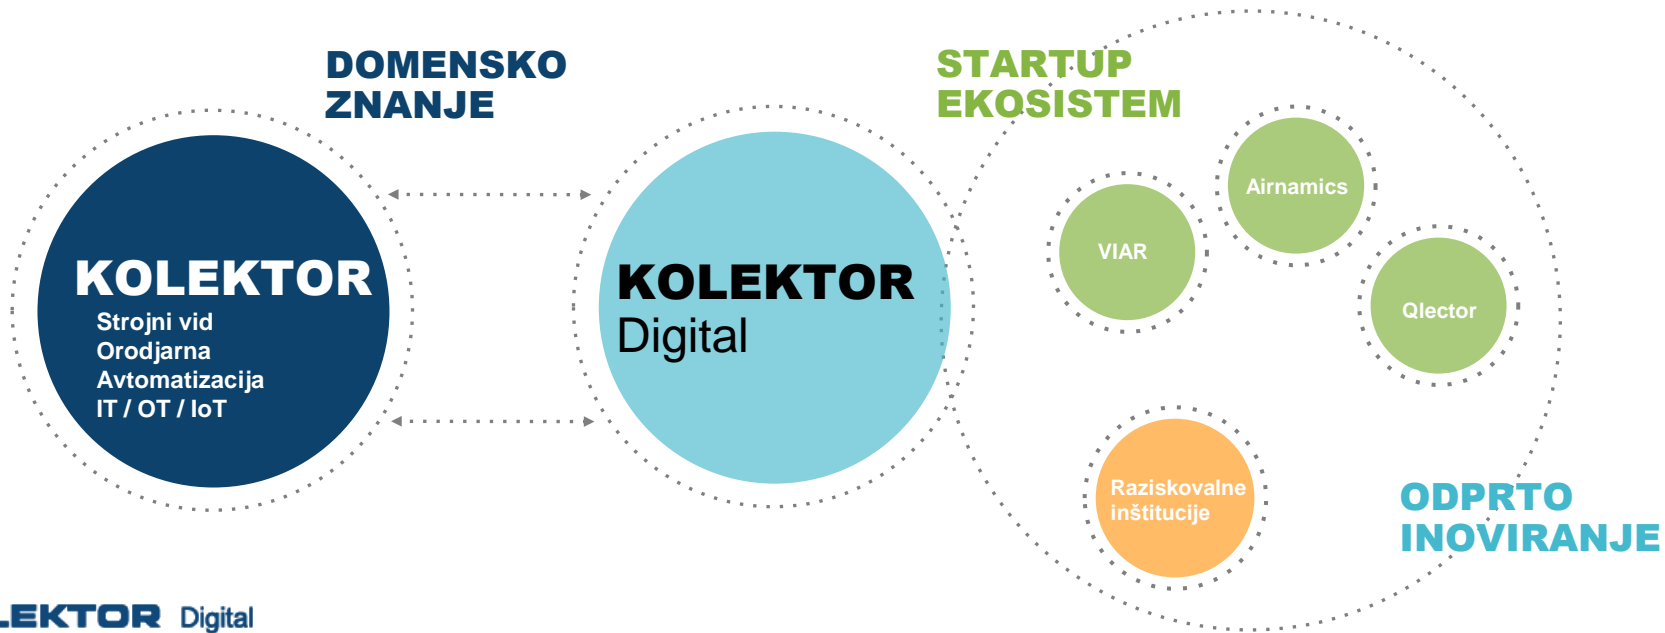 DOMENSKO
ZNANJE
KOLEKTOR
Strojni vid
Orodjarna
Avtomatizacija
IT / OT / IoT
KOLEKTOR
Digital
STARTUP
EKOSISTEM
Airnamics
VIAR
Qlector
Raziskovalne
inštitucije
ODPRTO
INOVIRANJE
LEKTOR Digital